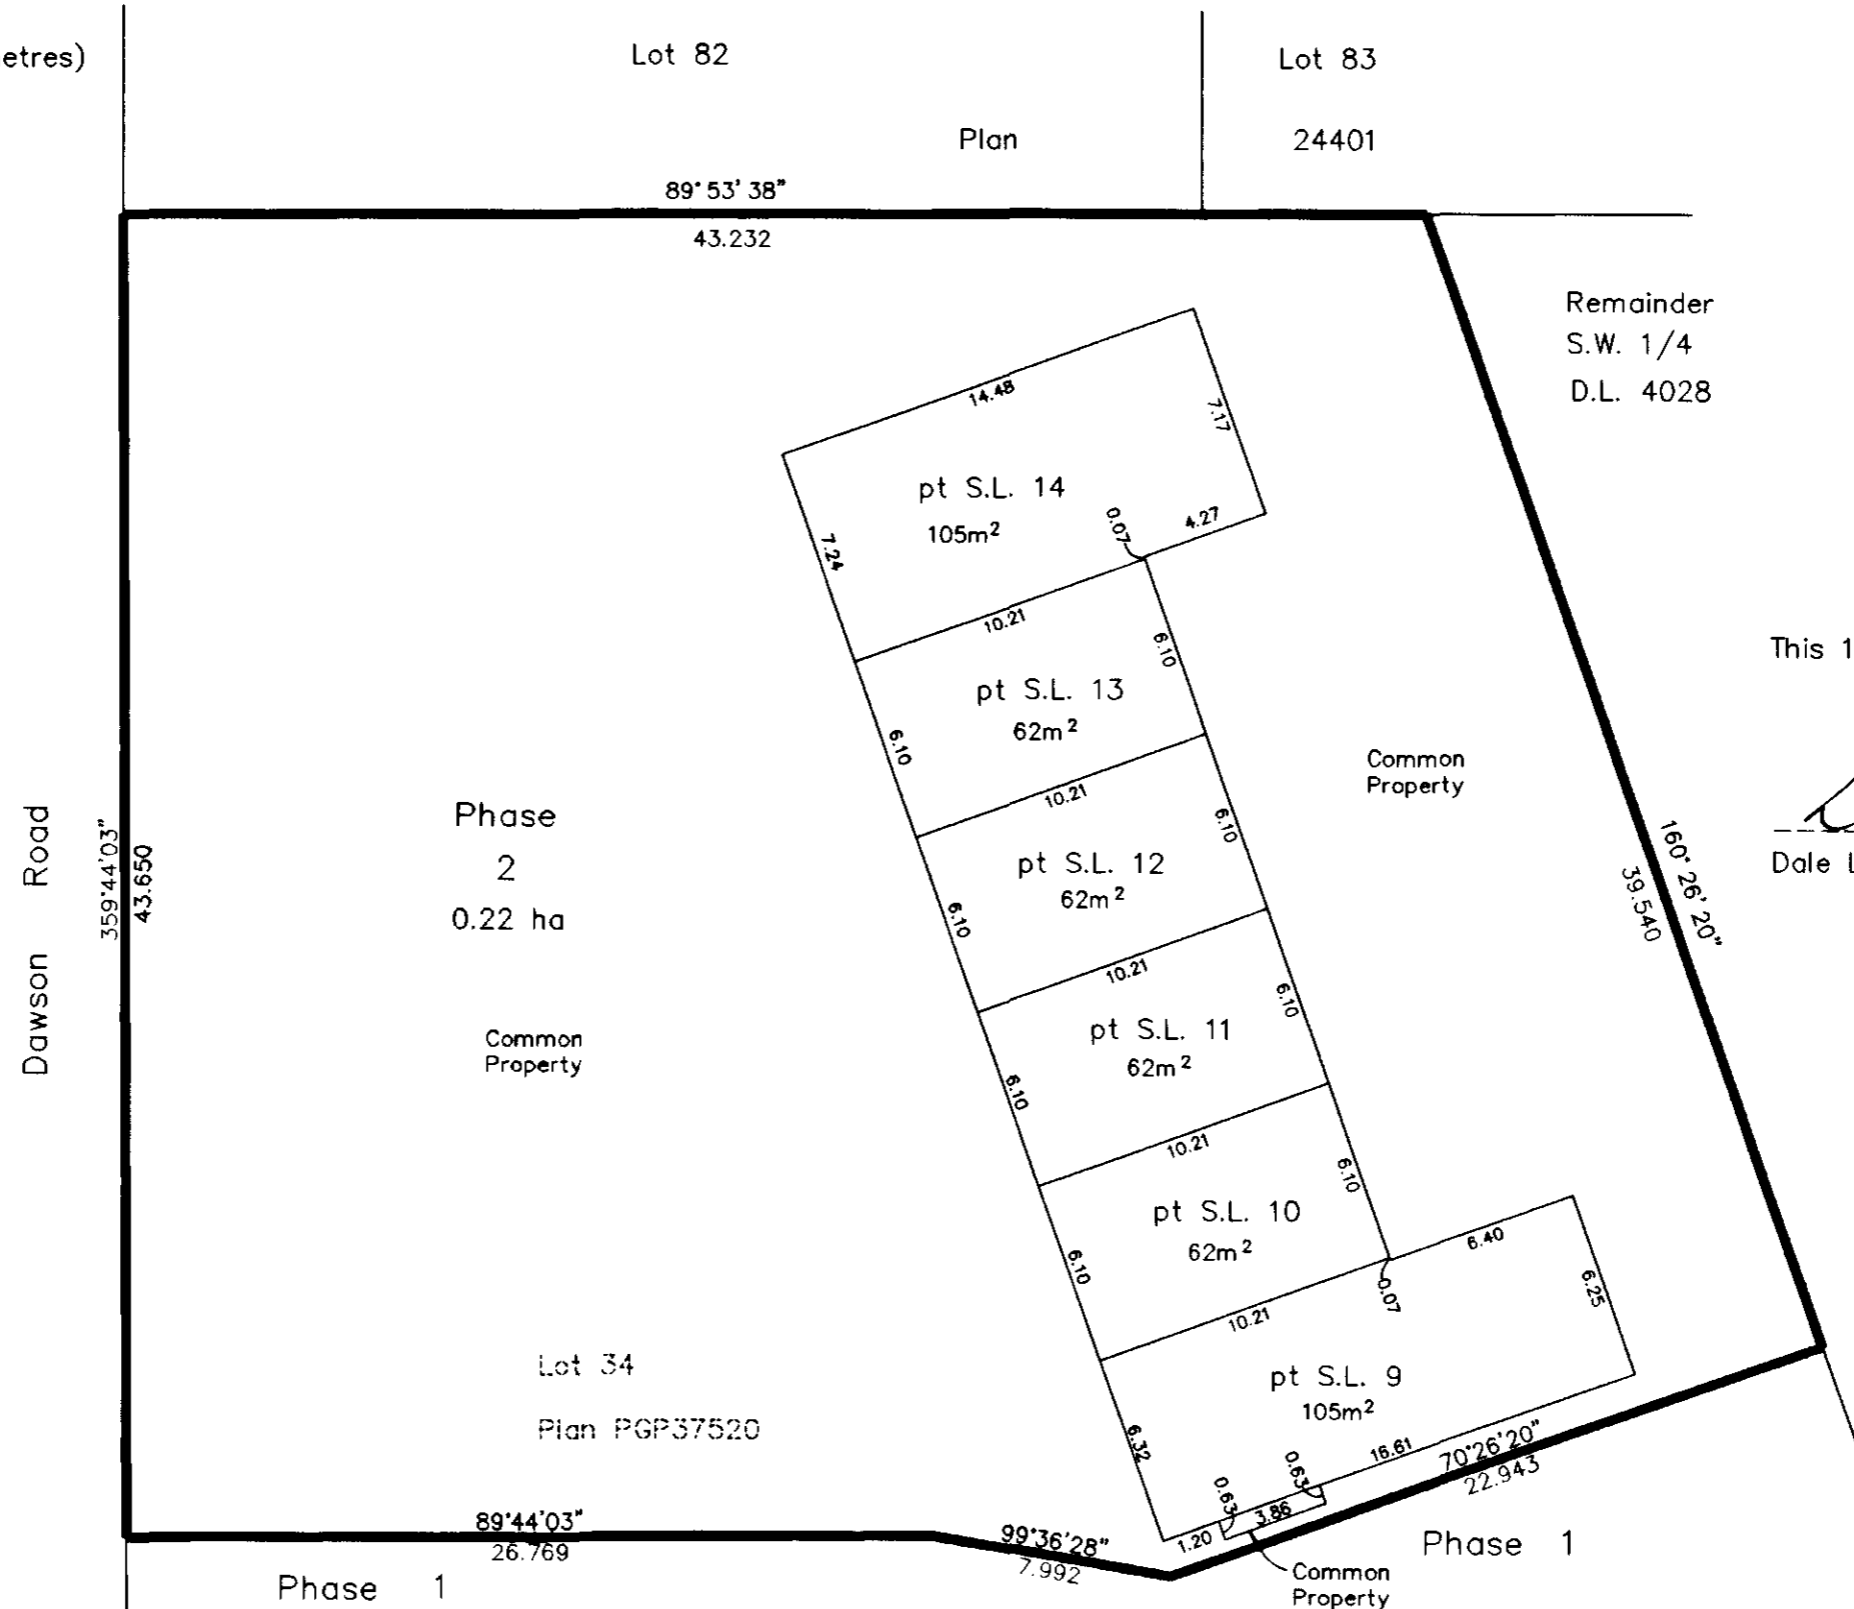 etres)
Lot 82
Lot 83
Plan
24401
89°53'38"
43.232
Remainder
S.W. 1/4
D.L. 4028
14.48
7.17
pt S.L. 14
105m²
0.07
4.27
7.24
10.21
6.10
pt S.L. 13
62m²
6.10
10.21
Common
Property
This 1
Dawson Road
359°44'03"
43.650
Phase
2
0.22 ha
pt S.L. 12
62m²
6.10
6.10
160°26'20"
39.540
Dale L
10.21
6.10
pt S.L. 11
62m²
Common
Property
6.10
10.21
6.10
pt S.L. 10
62m²
6.10
6.40
0.07
6.25
10.21
Lot 34
Plan PGP37520
pt S.L. 9
105m²
6.32
16.61
70°26'20"
22.943
0.63
0.63
3.86
1.20
89°44'03"
26.769
99°36'28"
7.992
Phase 1
Common
Property
Phase 1